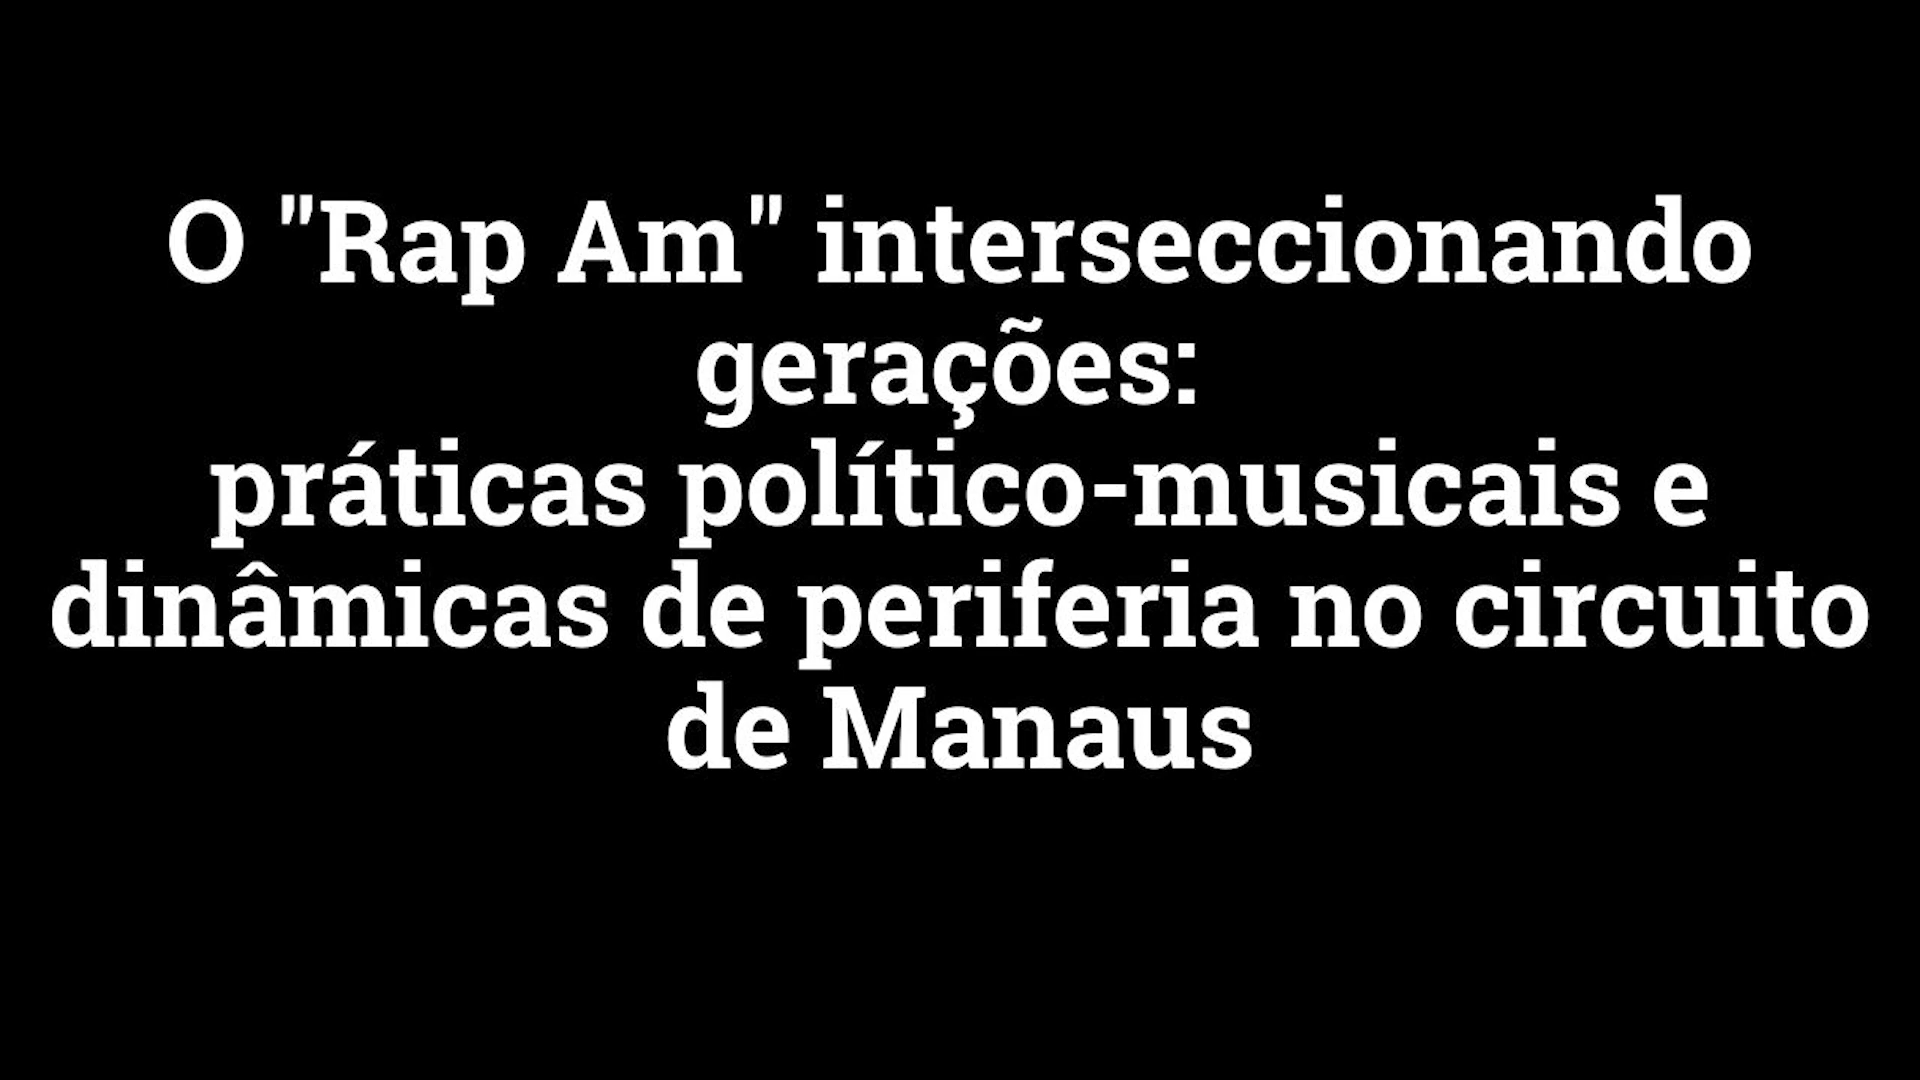 O "Rap Am" interseccionando
gerações:
práticas político-musicais e
dinâmicas de periferia no circuito
de Manaus